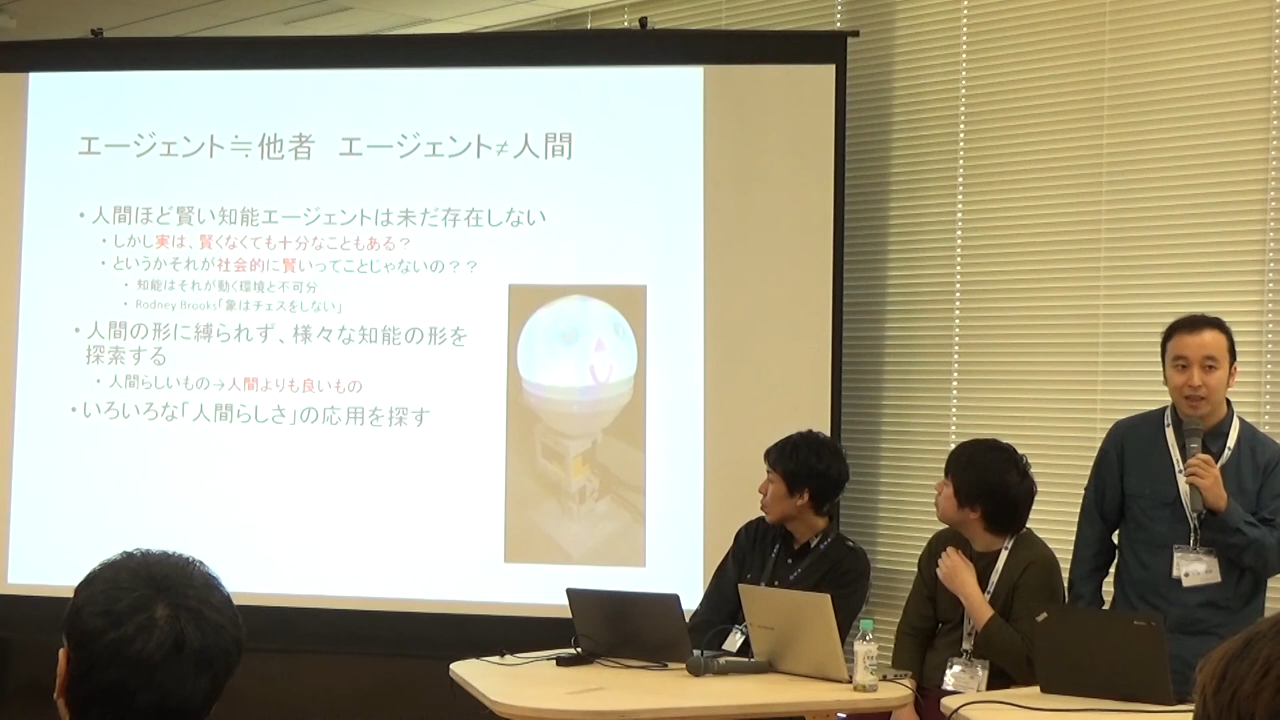 エージェント≒他者　エージェント≠人間
• 人間ほど賢い知能エージェントは未だ存在しない
• しかし実は、賢くなくても十分なこともある？
• というかそれが社会的に賢いってことじゃないの？？
• 知能はそれが動く環境と不可分
• Rodney Brooks「象はチェスをしない」
• 人間の形に縛られず、様々な知能の形を
探索する
• 人間らしいもの→人間よりも良いもの
• いろいろな「人間らしさ」の応用を探す